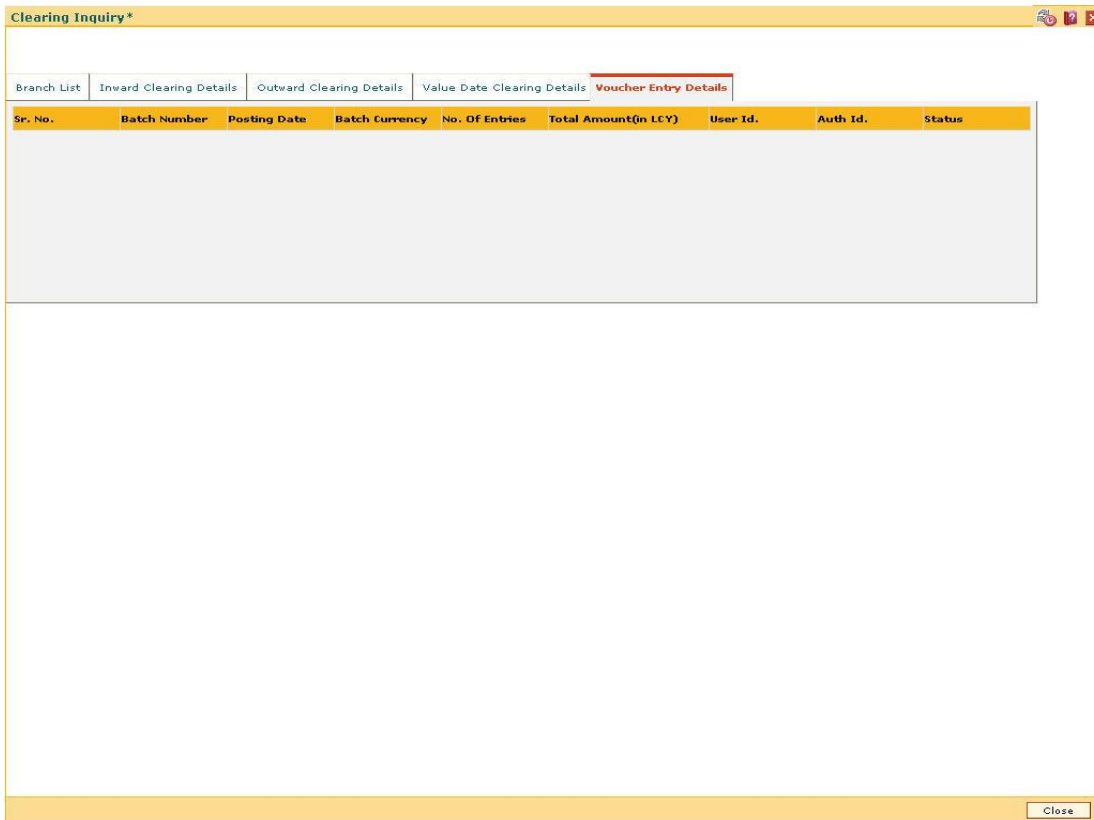 Clearing Inquiry*
Branch List Inward Clearing Details Outward Clearing Details Value Date Clearing Details Voucher Entry Details
Sr. No. Batch Number Posting Date Batch Currency No. Of Entries Total Amount(in LCY) User Id. Auth Id. Status
Close